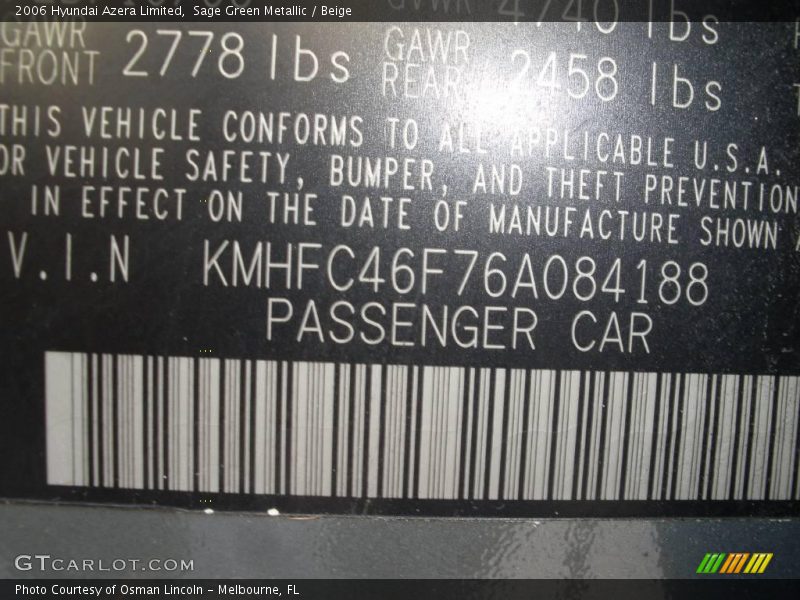 2006 Hyundai Azera Limited, Sage Green Metallic / Beige
GAWR FRONT 2778 lbs GAWR REAR 2458 lbs
THIS VEHICLE CONFORMS TO ALL APPLICABLE U.S.A.
OR VEHICLE SAFETY, BUMPER, AND THEFT PREVENTION
IN EFFECT ON THE DATE OF MANUFACTURE SHOWN
V.I.N KMHFC46F76A084188
PASSENGER CAR
GTCARLOT.COM
Photo Courtesy of Osman Lincoln - Melbourne, FL